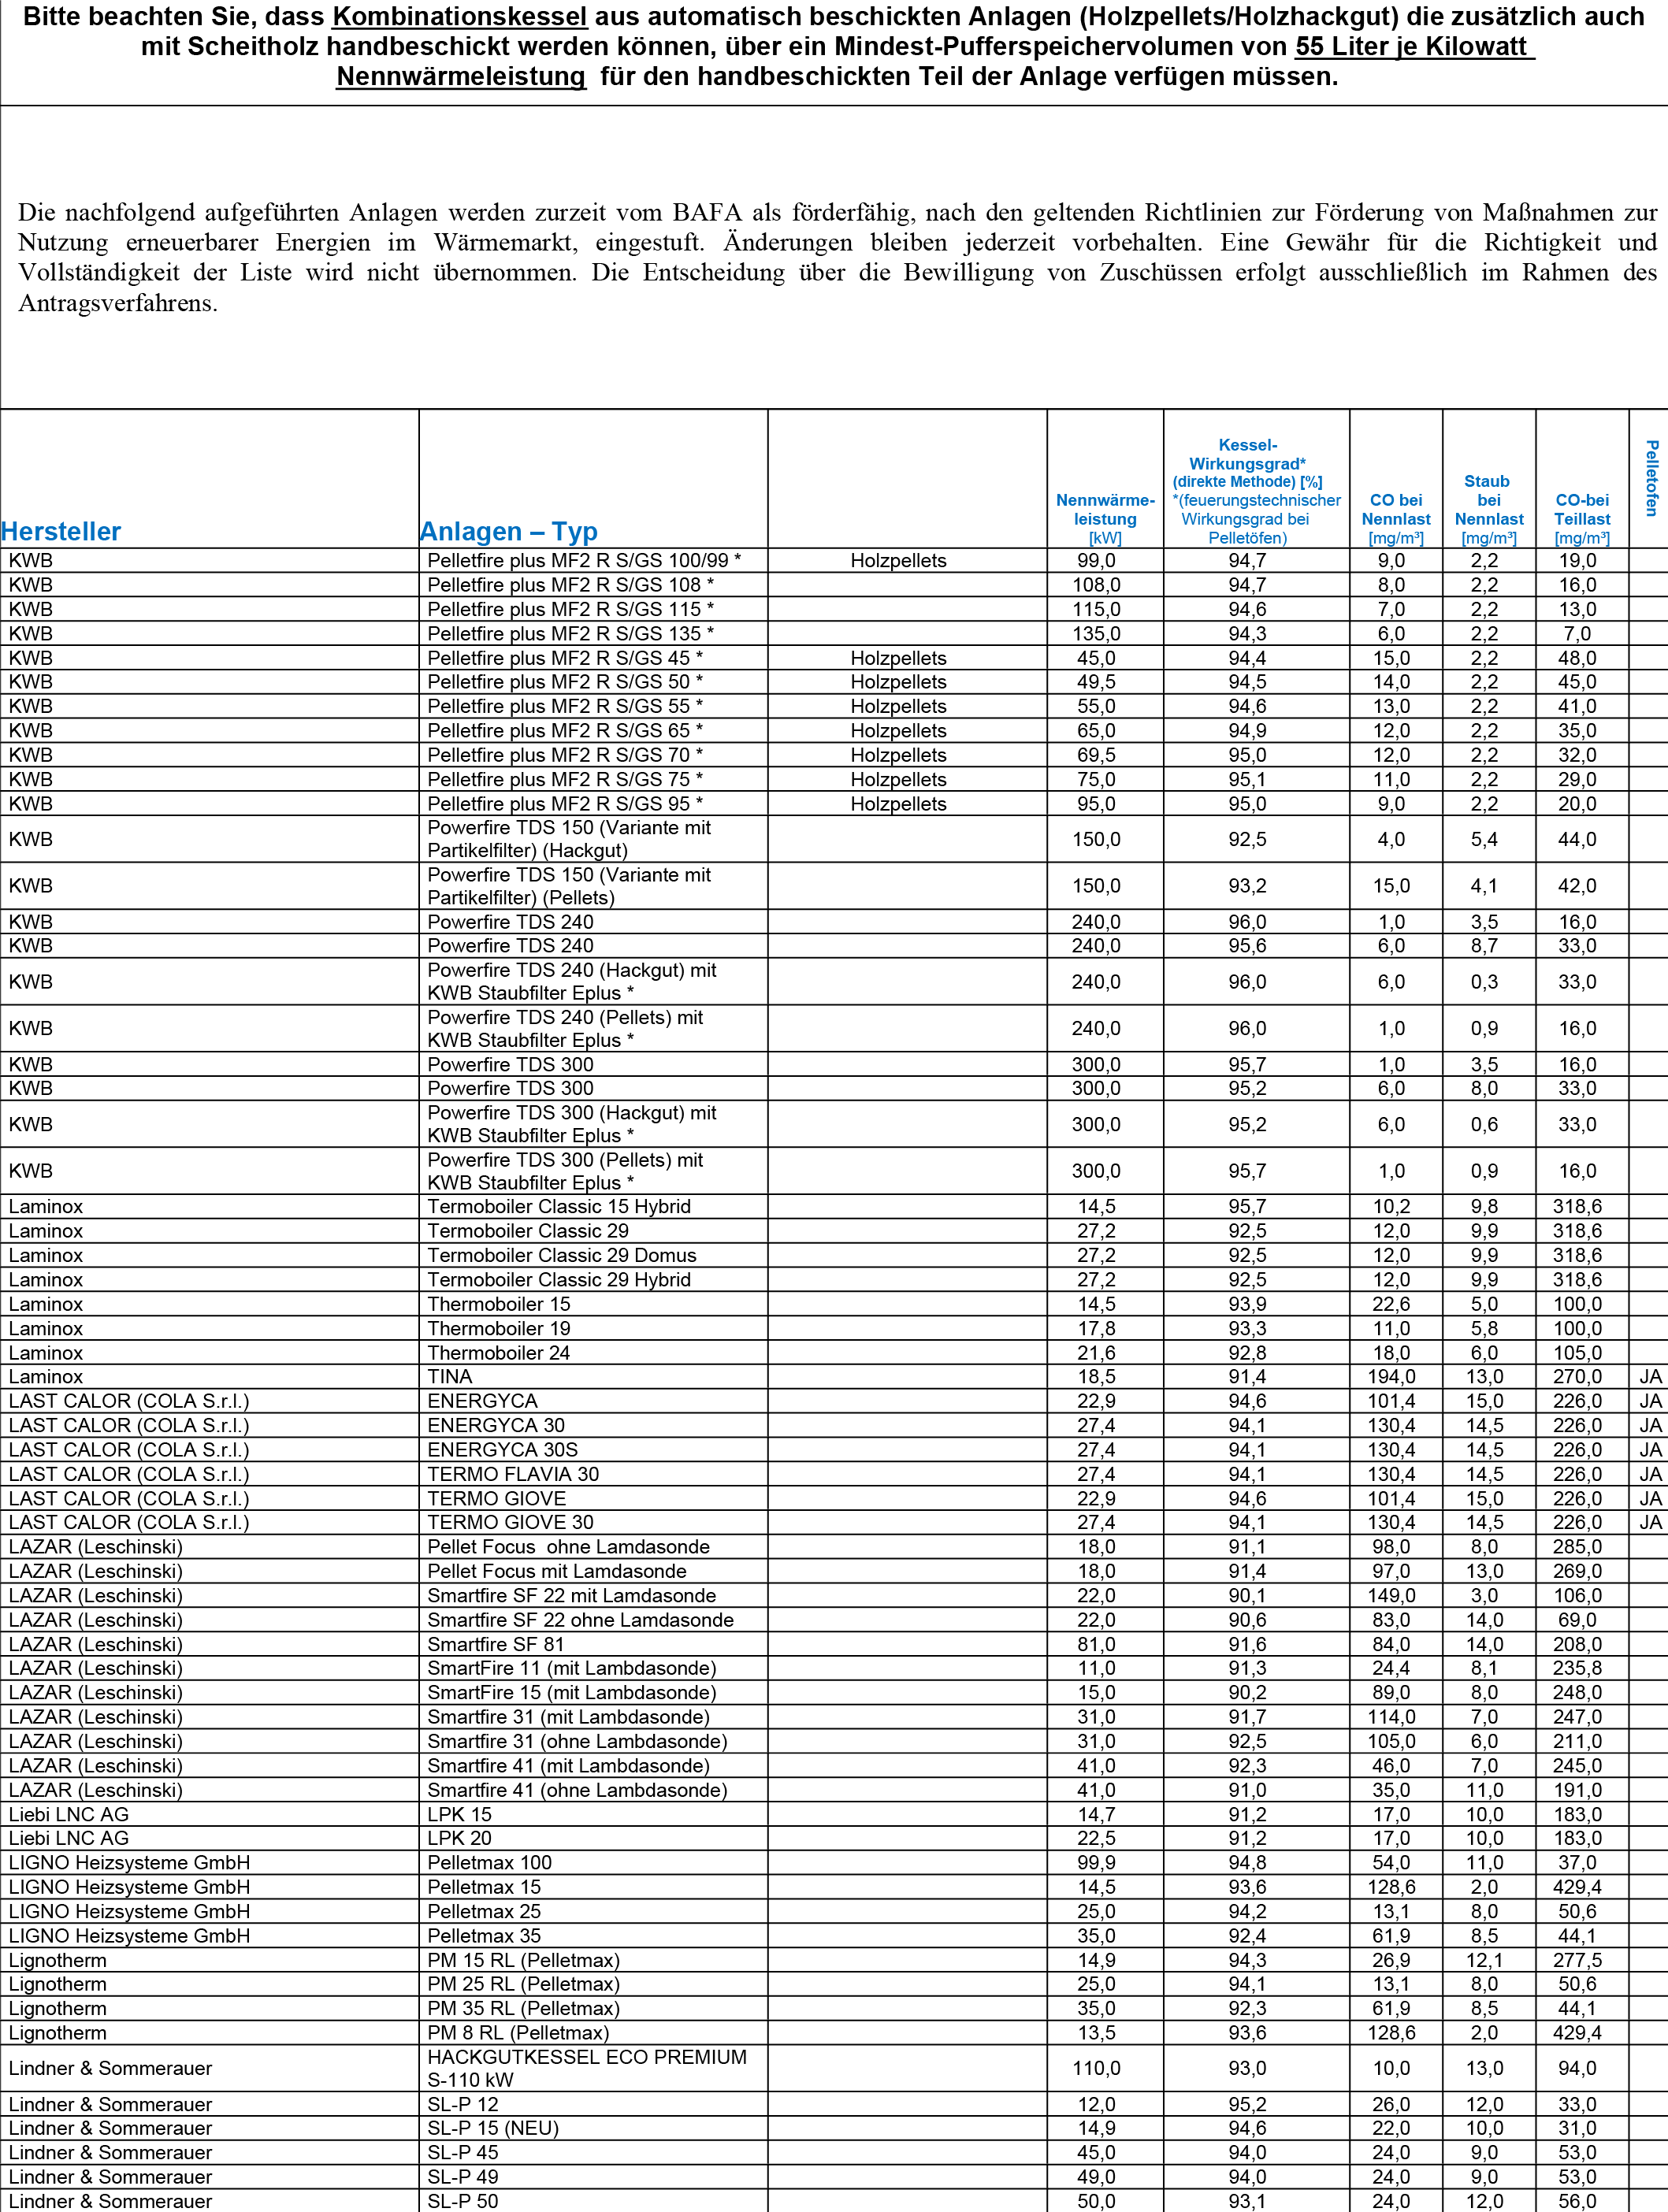 Bitte beachten Sie, dass Kombinationskessel aus automatisch beschickten Anlagen (Holzpellets/Holzhackgut) die zusätzlich auch
mit Scheitholz handbeschickt werden können, über ein Mindest-Pufferspeichervolumen von 55 Liter je Kilowatt
Nennwärmeleistung für den handbeschickten Teil der Anlage verfügen müssen.
Die nachfolgend aufgeführten Anlagen werden zurzeit vom BAFA als förderfähig, nach den geltenden Richtlinien zur Förderung von Maßnahmen zur
Nutzung erneuerbarer Energien im Wärmemarkt, eingestuft. Änderungen bleiben jederzeit vorbehalten. Eine Gewähr für die Richtigkeit und
Vollständigkeit der Liste wird nicht übernommen. Die Entscheidung über die Bewilligung von Zuschüssen erfolgt ausschließlich im Rahmen des
Antragsverfahrens.
Hersteller
Anlagen – Typ
Nennwärme-
leistung
[kW]
Kessel-
Wirkungsgrad*
(direkte Methode) [%]
*(feuerungstechnischer
Wirkungsgrad bei
Pelletöfen)
CO bei
Nennlast
[mg/m³]
Staub
bei
Nennlast
[mg/m³]
CO-bei
Teillast
[mg/m³]
Pelletofen
KWB Pelletfire plus MF2 R S/GS 100/99 * Holzpellets 99,0 94,7 9,0 2,2 19,0
KWB Pelletfire plus MF2 R S/GS 108 * 108,0 94,7 8,0 2,2 16,0
KWB Pelletfire plus MF2 R S/GS 115 * 115,0 94,6 7,0 2,2 13,0
KWB Pelletfire plus MF2 R S/GS 135 * 135,0 94,3 6,0 2,2 7,0
KWB Pelletfire plus MF2 R S/GS 45 * Holzpellets 45,0 94,4 15,0 2,2 48,0
KWB Pelletfire plus MF2 R S/GS 50 * Holzpellets 49,5 94,5 14,0 2,2 45,0
KWB Pelletfire plus MF2 R S/GS 55 * Holzpellets 55,0 94,6 13,0 2,2 41,0
KWB Pelletfire plus MF2 R S/GS 65 * Holzpellets 65,0 94,9 12,0 2,2 35,0
KWB Pelletfire plus MF2 R S/GS 70 * Holzpellets 69,5 95,0 12,0 2,2 32,0
KWB Pelletfire plus MF2 R S/GS 75 * Holzpellets 75,0 95,1 11,0 2,2 29,0
KWB Pelletfire plus MF2 R S/GS 95 * Holzpellets 95,0 95,0 9,0 2,2 20,0
KWB Powerfire TDS 150 (Variante mit
Partikelfilter) (Hackgut) 150,0 92,5 4,0 5,4 44,0
KWB Powerfire TDS 150 (Variante mit
Partikelfilter) (Pellets) 150,0 93,2 15,0 4,1 42,0
KWB Powerfire TDS 240 240,0 96,0 1,0 3,5 16,0
KWB Powerfire TDS 240 240,0 95,6 6,0 8,7 33,0
KWB Powerfire TDS 240 (Hackgut) mit
KWB Staubfilter Eplus * 240,0 96,0 6,0 0,3 33,0
KWB Powerfire TDS 240 (Pellets) mit
KWB Staubfilter Eplus * 240,0 96,0 1,0 0,9 16,0
KWB Powerfire TDS 300 300,0 95,7 1,0 3,5 16,0
KWB Powerfire TDS 300 300,0 95,2 6,0 8,0 33,0
KWB Powerfire TDS 300 (Hackgut) mit
KWB Staubfilter Eplus * 300,0 95,2 6,0 0,6 33,0
KWB Powerfire TDS 300 (Pellets) mit
KWB Staubfilter Eplus * 300,0 95,7 1,0 0,9 16,0
Laminox Termoboiler Classic 15 Hybrid 14,5 95,7 10,2 9,8 318,6
Laminox Termoboiler Classic 29 27,2 92,5 12,0 9,9 318,6
Laminox Termoboiler Classic 29 Domus 27,2 92,5 12,0 9,9 318,6
Laminox Termoboiler Classic 29 Hybrid 27,2 92,5 12,0 9,9 318,6
Laminox Thermoboiler 15 14,5 93,9 22,6 5,0 100,0
Laminox Thermoboiler 19 17,8 93,3 11,0 5,8 100,0
Laminox Thermoboiler 24 21,6 92,8 18,0 6,0 105,0
Laminox TINA 18,5 91,4 194,0 13,0 270,0 JA
LAST CALOR (COLA S.r.l.) ENERGYCA 22,9 94,6 101,4 15,0 226,0 JA
LAST CALOR (COLA S.r.l.) ENERGYCA 30 27,4 94,1 130,4 14,5 226,0 JA
LAST CALOR (COLA S.r.l.) ENERGYCA 30S 27,4 94,1 130,4 14,5 226,0 JA
LAST CALOR (COLA S.r.l.) TERMO FLAVIA 30 27,4 94,1 130,4 14,5 226,0 JA
LAST CALOR (COLA S.r.l.) TERMO GIOVE 22,9 94,6 101,4 15,0 226,0 JA
LAST CALOR (COLA S.r.l.) TERMO GIOVE 30 27,4 94,1 130,4 14,5 226,0 JA
LAZAR (Leschinski) Pellet Focus ohne Lamdasonde 18,0 91,1 98,0 8,0 285,0
LAZAR (Leschinski) Pellet Focus mit Lamdasonde 18,0 91,4 97,0 13,0 269,0
LAZAR (Leschinski) Smartfire SF 22 mit Lamdasonde 22,0 90,1 149,0 3,0 106,0
LAZAR (Leschinski) Smartfire SF 22 ohne Lamdasonde 22,0 90,6 83,0 14,0 69,0
LAZAR (Leschinski) Smartfire SF 81 81,0 91,6 84,0 14,0 208,0
LAZAR (Leschinski) SmartFire 11 (mit Lambdasonde) 11,0 91,3 24,4 8,1 235,8
LAZAR (Leschinski) SmartFire 15 (mit Lambdasonde) 15,0 90,2 89,0 8,0 248,0
LAZAR (Leschinski) Smartfire 31 (mit Lambdasonde) 31,0 91,7 114,0 7,0 247,0
LAZAR (Leschinski) Smartfire 31 (ohne Lambdasonde) 31,0 92,5 105,0 6,0 211,0
LAZAR (Leschinski) Smartfire 41 (mit Lambdasonde) 41,0 92,3 46,0 7,0 245,0
LAZAR (Leschinski) Smartfire 41 (ohne Lambdasonde) 41,0 91,0 35,0 11,0 191,0
Liebi LNC AG LPK 15 14,7 91,2 17,0 10,0 183,0
Liebi LNC AG LPK 20 22,5 91,2 17,0 10,0 183,0
LIGNO Heizsysteme GmbH Pelletmax 100 99,9 94,8 54,0 11,0 37,0
LIGNO Heizsysteme GmbH Pelletmax 15 14,5 93,6 128,6 2,0 429,4
LIGNO Heizsysteme GmbH Pelletmax 25 25,0 94,2 13,1 8,0 50,6
LIGNO Heizsysteme GmbH Pelletmax 35 35,0 92,4 61,9 8,5 44,1
Lignotherm PM 15 RL (Pelletmax) 14,9 94,3 26,9 12,1 277,5
Lignotherm PM 25 RL (Pelletmax) 25,0 94,1 13,1 8,0 50,6
Lignotherm PM 35 RL (Pelletmax) 35,0 92,3 61,9 8,5 44,1
Lignotherm PM 8 RL (Pelletmax) 13,5 93,6 128,6 2,0 429,4
Lindner & Sommerauer HACKGUTKESSEL ECO PREMIUM
S-110 kW 110,0 93,0 10,0 13,0 94,0
Lindner & Sommerauer SL-P 12 12,0 95,2 26,0 12,0 33,0
Lindner & Sommerauer SL-P 15 (NEU) 14,9 94,6 22,0 10,0 31,0
Lindner & Sommerauer SL-P 45 45,0 94,0 24,0 9,0 53,0
Lindner & Sommerauer SL-P 49 49,0 94,0 24,0 9,0 53,0
Lindner & Sommerauer SL-P 50 50,0 93,1 24,0 12,0 56,0